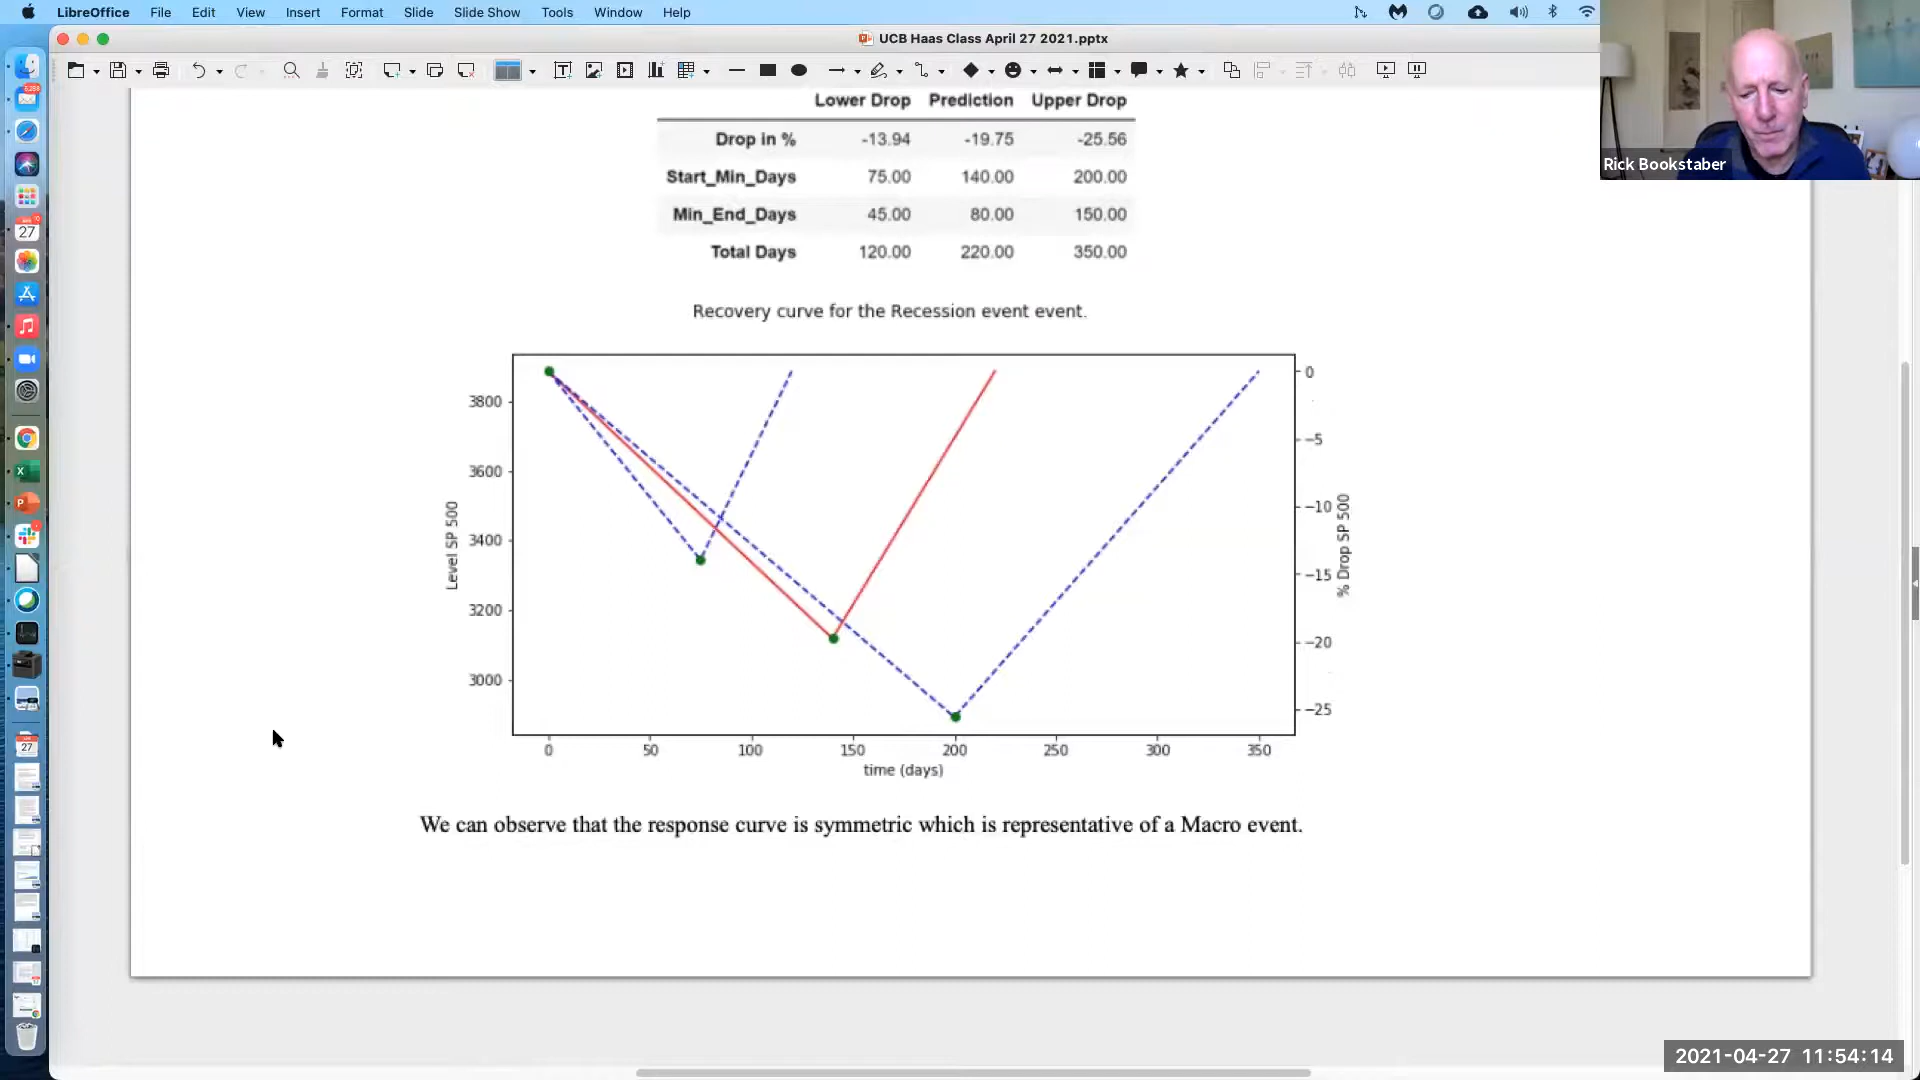 LibreOffice File Edit View Insert Format Slide Slide Show Tools Window Help
UCB Haas Class April 27 2021.pptx
Rick Bookstaber
Lower Drop Prediction Upper Drop
Drop in % -13.94 -19.75 -25.56
Start_Min_Days 75.00 140.00 200.00
Min_End_Days 45.00 80.00 150.00
Total Days 120.00 220.00 350.00
Recovery curve for the Recession event event.
Level SP 500
3800
3600
3400
3200
3000
0
−5
−10
−15
−20
−25
% Drop SP 500
0 50 100 150 200 250 300 350
time (days)
We can observe that the response curve is symmetric which is representative of a Macro event.
27
27
2021-04-27 11:54:14